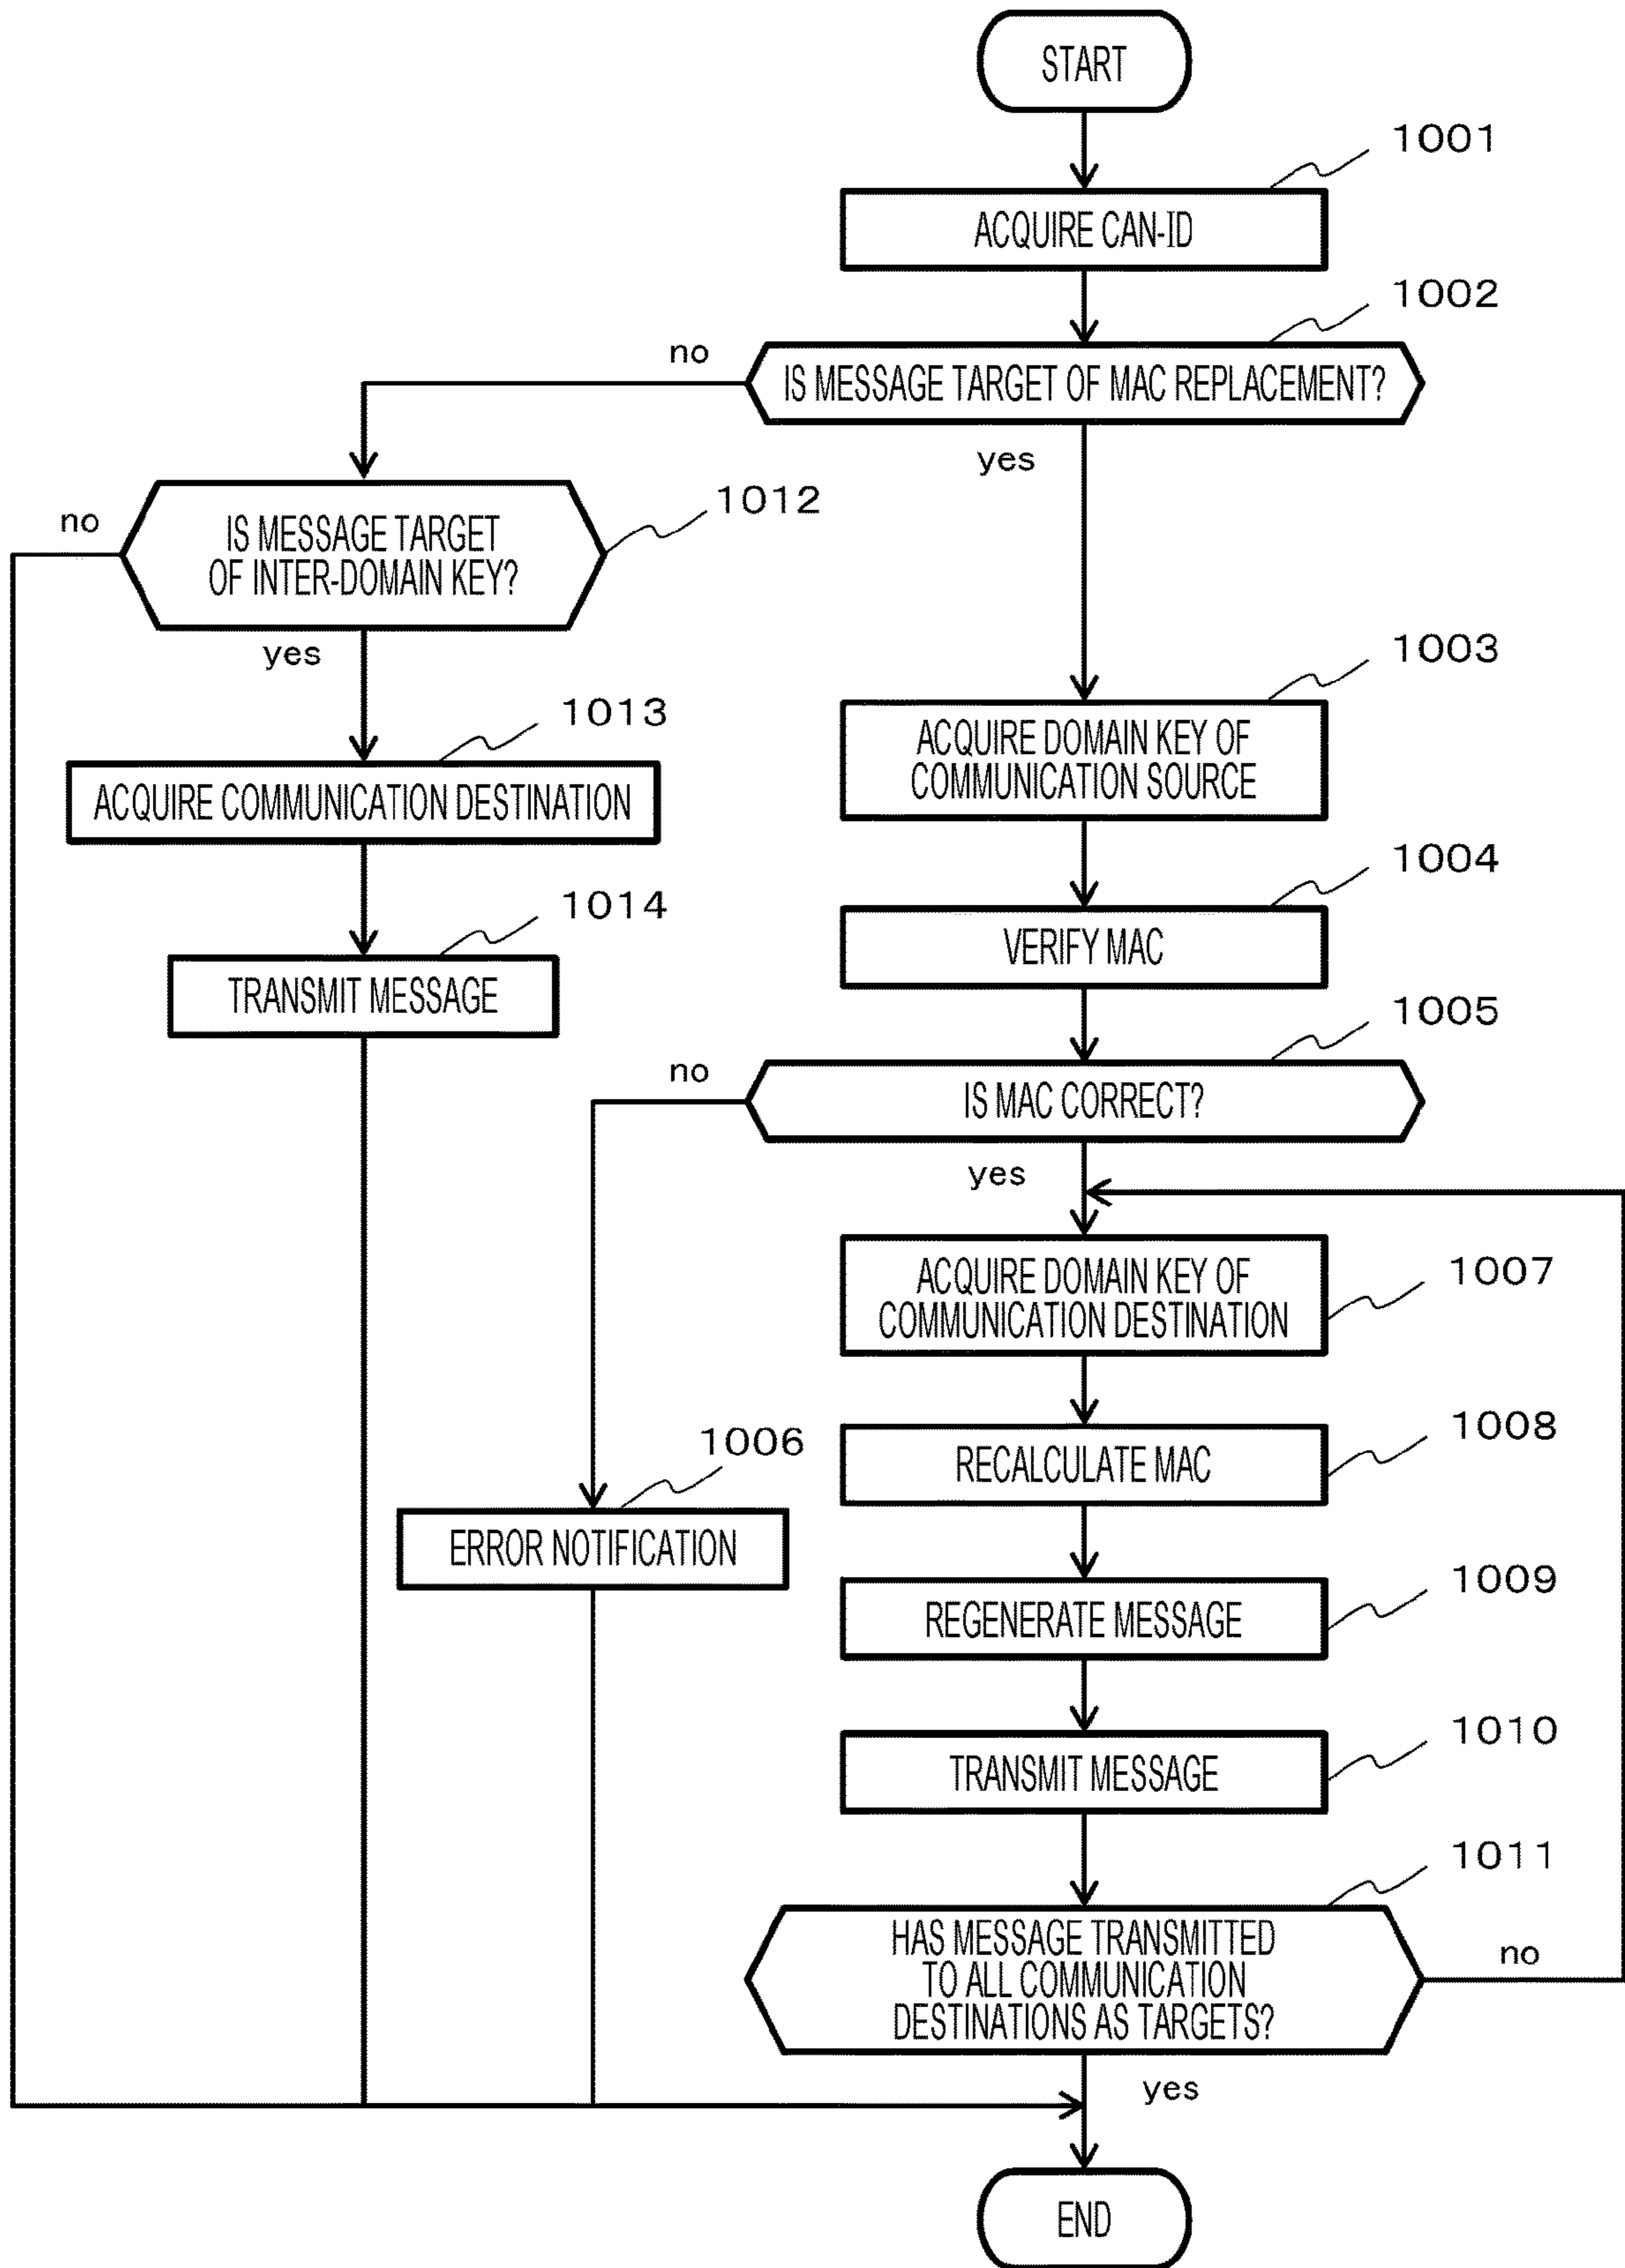 START
1001
ACQUIRE CAN-ID
1002
no
IS MESSAGE TARGET OF MAC REPLACEMENT?
yes
1012
no
IS MESSAGE TARGET
OF INTER-DOMAIN KEY?
yes
1003
ACQUIRE DOMAIN KEY OF
COMMUNICATION SOURCE
1013
ACQUIRE COMMUNICATION DESTINATION
1004
VERIFY MAC
1014
TRANSMIT MESSAGE
1005
no
IS MAC CORRECT?
yes
1007
ACQUIRE DOMAIN KEY OF
COMMUNICATION DESTINATION
1008
RECALCULATE MAC
1006
ERROR NOTIFICATION
1009
REGENERATE MESSAGE
1010
TRANSMIT MESSAGE
1011
HAS MESSAGE TRANSMITTED
TO ALL COMMUNICATION
DESTINATIONS AS TARGETS?
no
yes
END